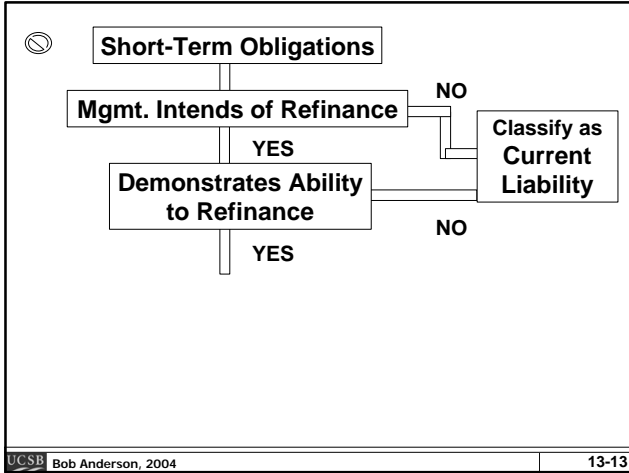 Short-Term Obligations
Mgmt. Intends of Refinance
NO
YES
Classify as
Current
Liability
Demonstrates Ability
to Refinance
NO
YES
UCSB Bob Anderson, 2004
13-13